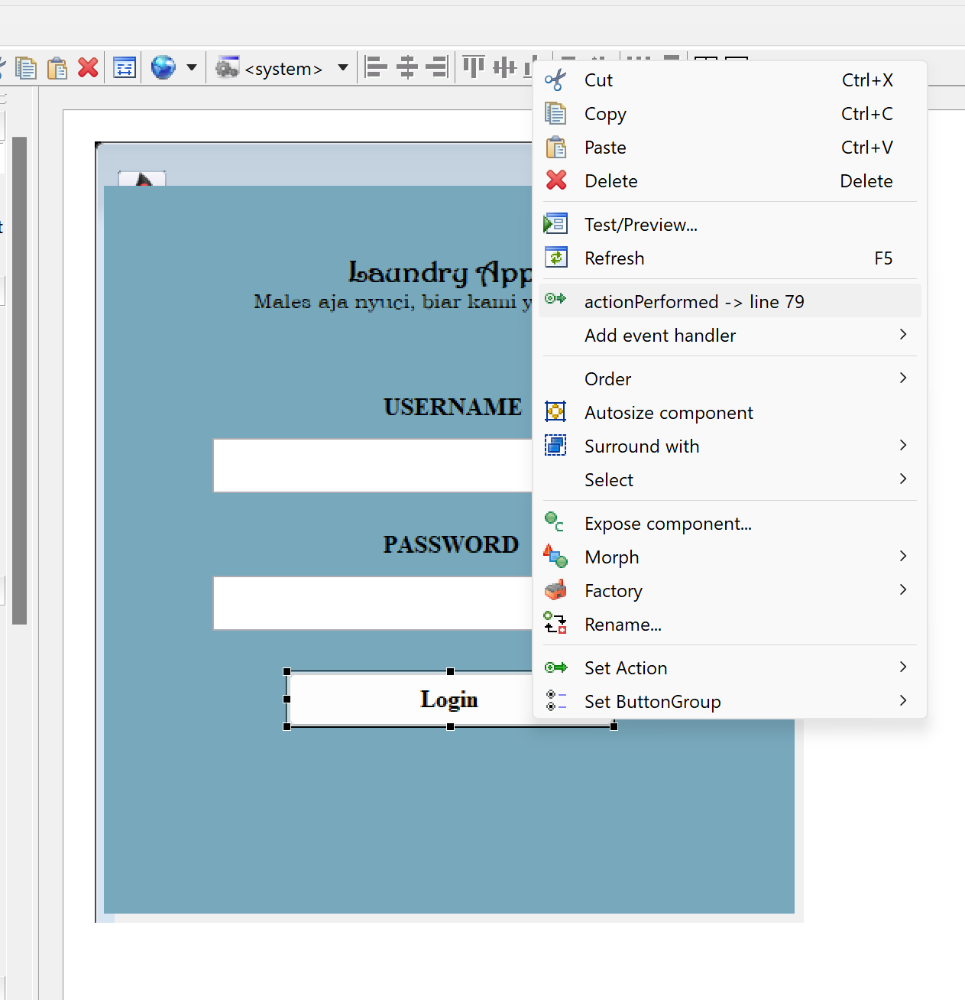 <system>
Cut Ctrl+X
Copy Ctrl+C
Paste Ctrl+V
Delete Delete
Test/Preview...
Refresh F5
actionPerformed -> line 79
Add event handler
Order
Autosize component
Surround with
Select
Expose component...
Morph
Factory
Rename...
Set Action
Set ButtonGroup
Laundry App
Males aja nyuci, biar kami y
USERNAME
PASSWORD
Login
t